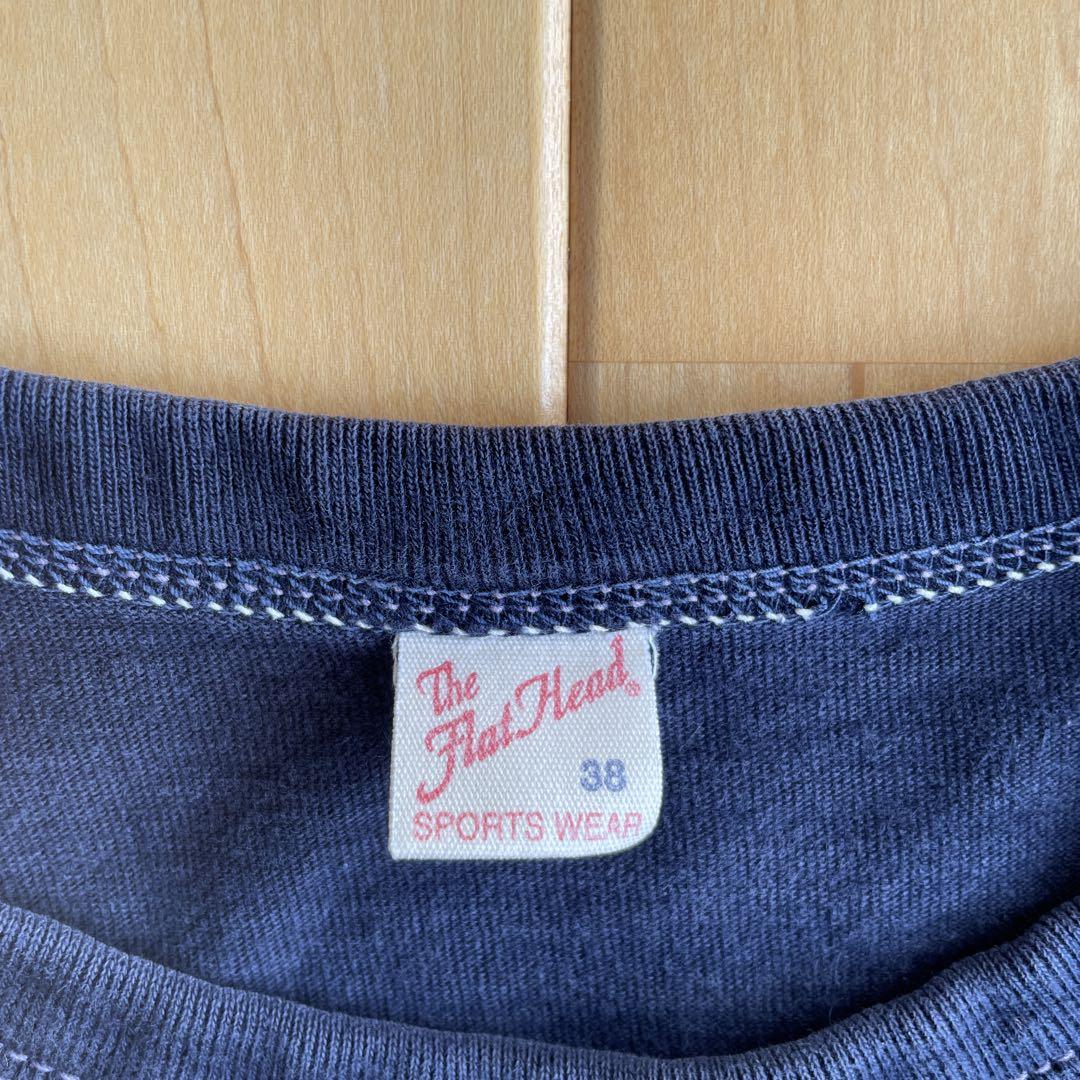 The
Flat Head®
38
SPORTS WEAR